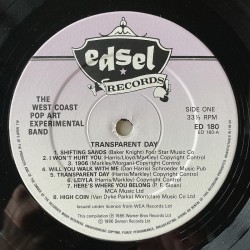 edsel
RECORDS
THE
WEST COAST
POP ART
EXPERIMENTAL
BAND
SIDE ONE
33⅓ RPM
ED 180
(ED 180-A)
TRANSPARENT DAY
1. SHIFTING SANDS (Baker Knight) Four Star Music Co
2. I WON'T HURT YOU (Harris/Lloyd/Markley) Copyright Control
3. 1906 (Markley/Morgan) Copyright Control
4. WILL YOU WALK WITH ME (Dan Harris) Schroeder Music Pub
5. TRANSPARENT DAY (Harris/Markley) Copyright Control
6. LEIYLA (Harris/Markley) Copyright Control
7. HERE'S WHERE YOU BELONG (P. F. Sloan)
MCA Music Ltd
8. HIGH COIN (Van Dyke Parks) Mortclake Music Co Ltd
Issued under licence from WEA Records Ltd
This compilation ℗ 1986 Warner Bros Records Ltd
© 1986 Demon Records Ltd